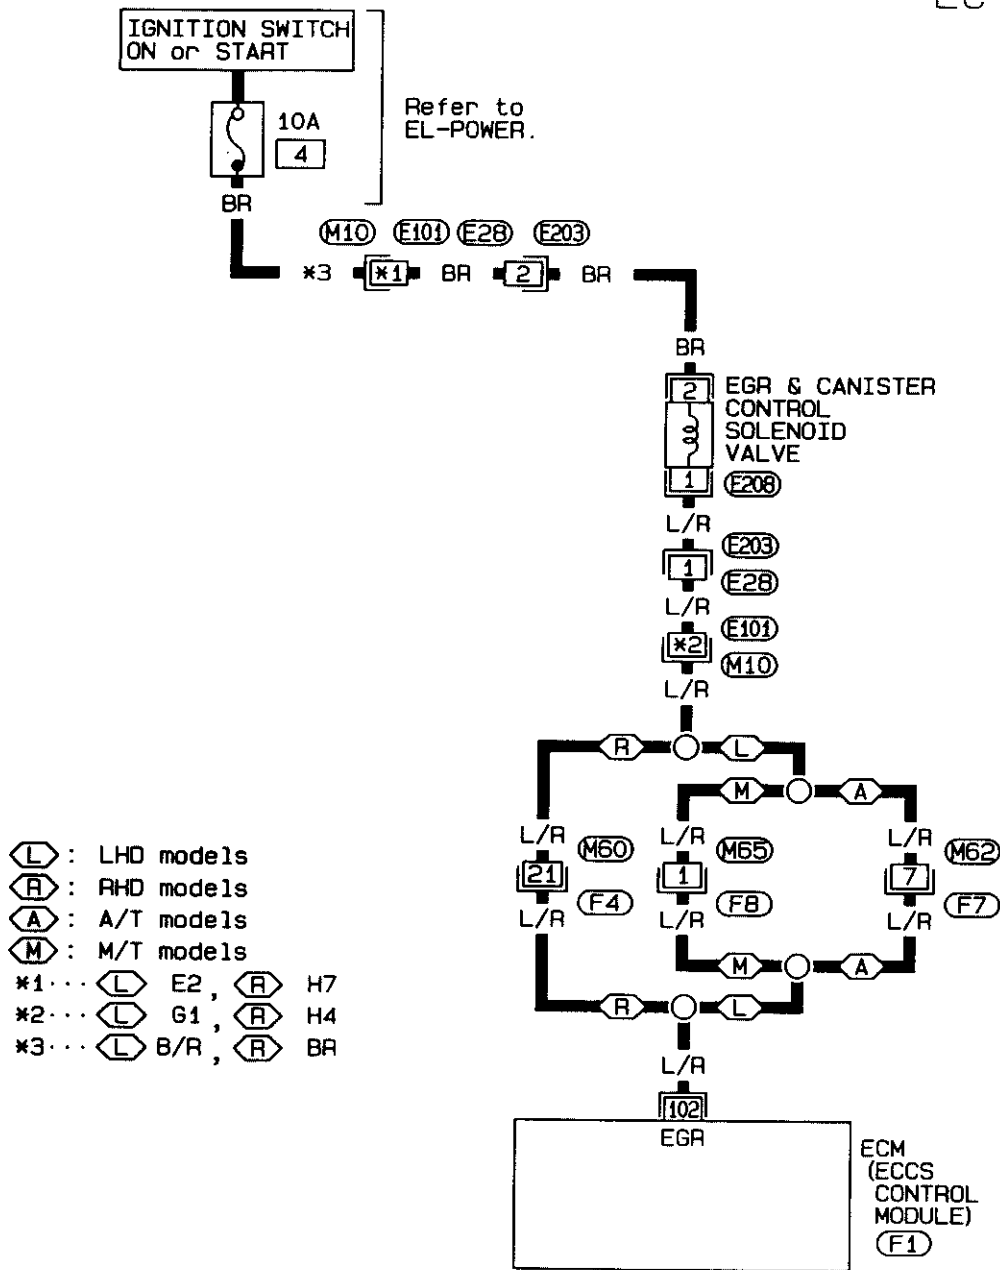 EC
IGNITION SWITCH
ON or START
10A
4
Refer to
EL-POWER.
BR
M10 E101 E28 E203
*3 *1 BR 2 BR
BR
2
EGR & CANISTER
CONTROL
SOLENOID
VALVE
1 E208
L/R
E203
1
E28
L/R
E101
*2
M10
L/R
R L
M A
L/R L/R L/R
M60 M65 M62
21 1 7
F4 F8 F7
L/R L/R L/R
M A
R L
L/R
102
EGR
ECM
(ECCS
CONTROL
MODULE)
F1
L : LHD models
R : RHD models
A : A/T models
M : M/T models
*1··· L E2, R H7
*2··· L G1, R H4
*3··· L B/R, R BR